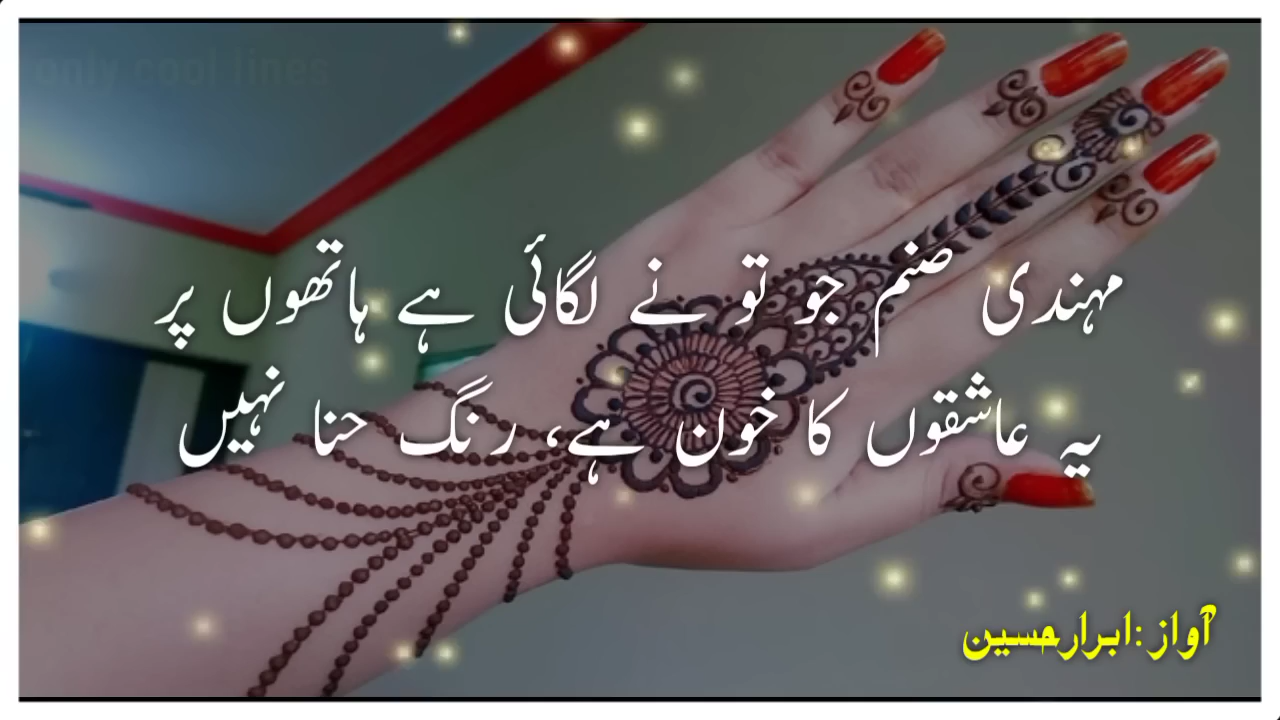 only cool lines
مہندی صنم جو تو نے لگائی ہے ہاتھوں پر
یہ عاشقوں کا خون ہے، رنگ حنا نہیں
آواز:ابرارحسین